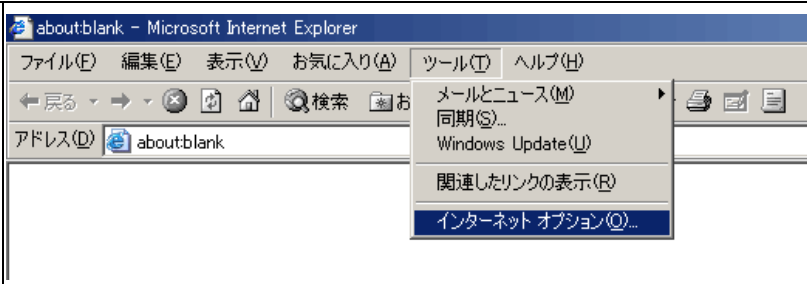 about:blank - Microsoft Internet Explorer
ファイル(F) 編集(E) 表示(V) お気に入り(A) ツール(T) ヘルプ(H)
戻る 検索 お
アドレス(D) about:blank
メールとニュース(M)
同期(S)...
Windows Update(U)
関連したリンクの表示(R)
インターネット オプション(O)...